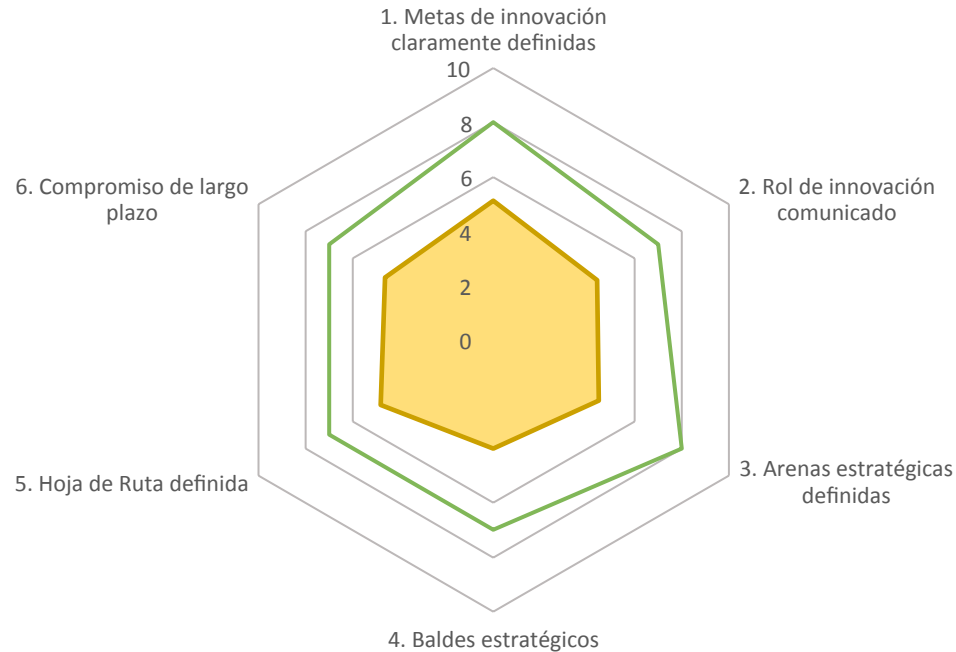 1. Metas de innovación
claramente definidas
10
8
6
4
2
0
2. Rol de innovación
comunicado
3. Arenas estratégicas
definidas
4. Baldes estratégicos
5. Hoja de Ruta definida
6. Compromiso de largo
plazo